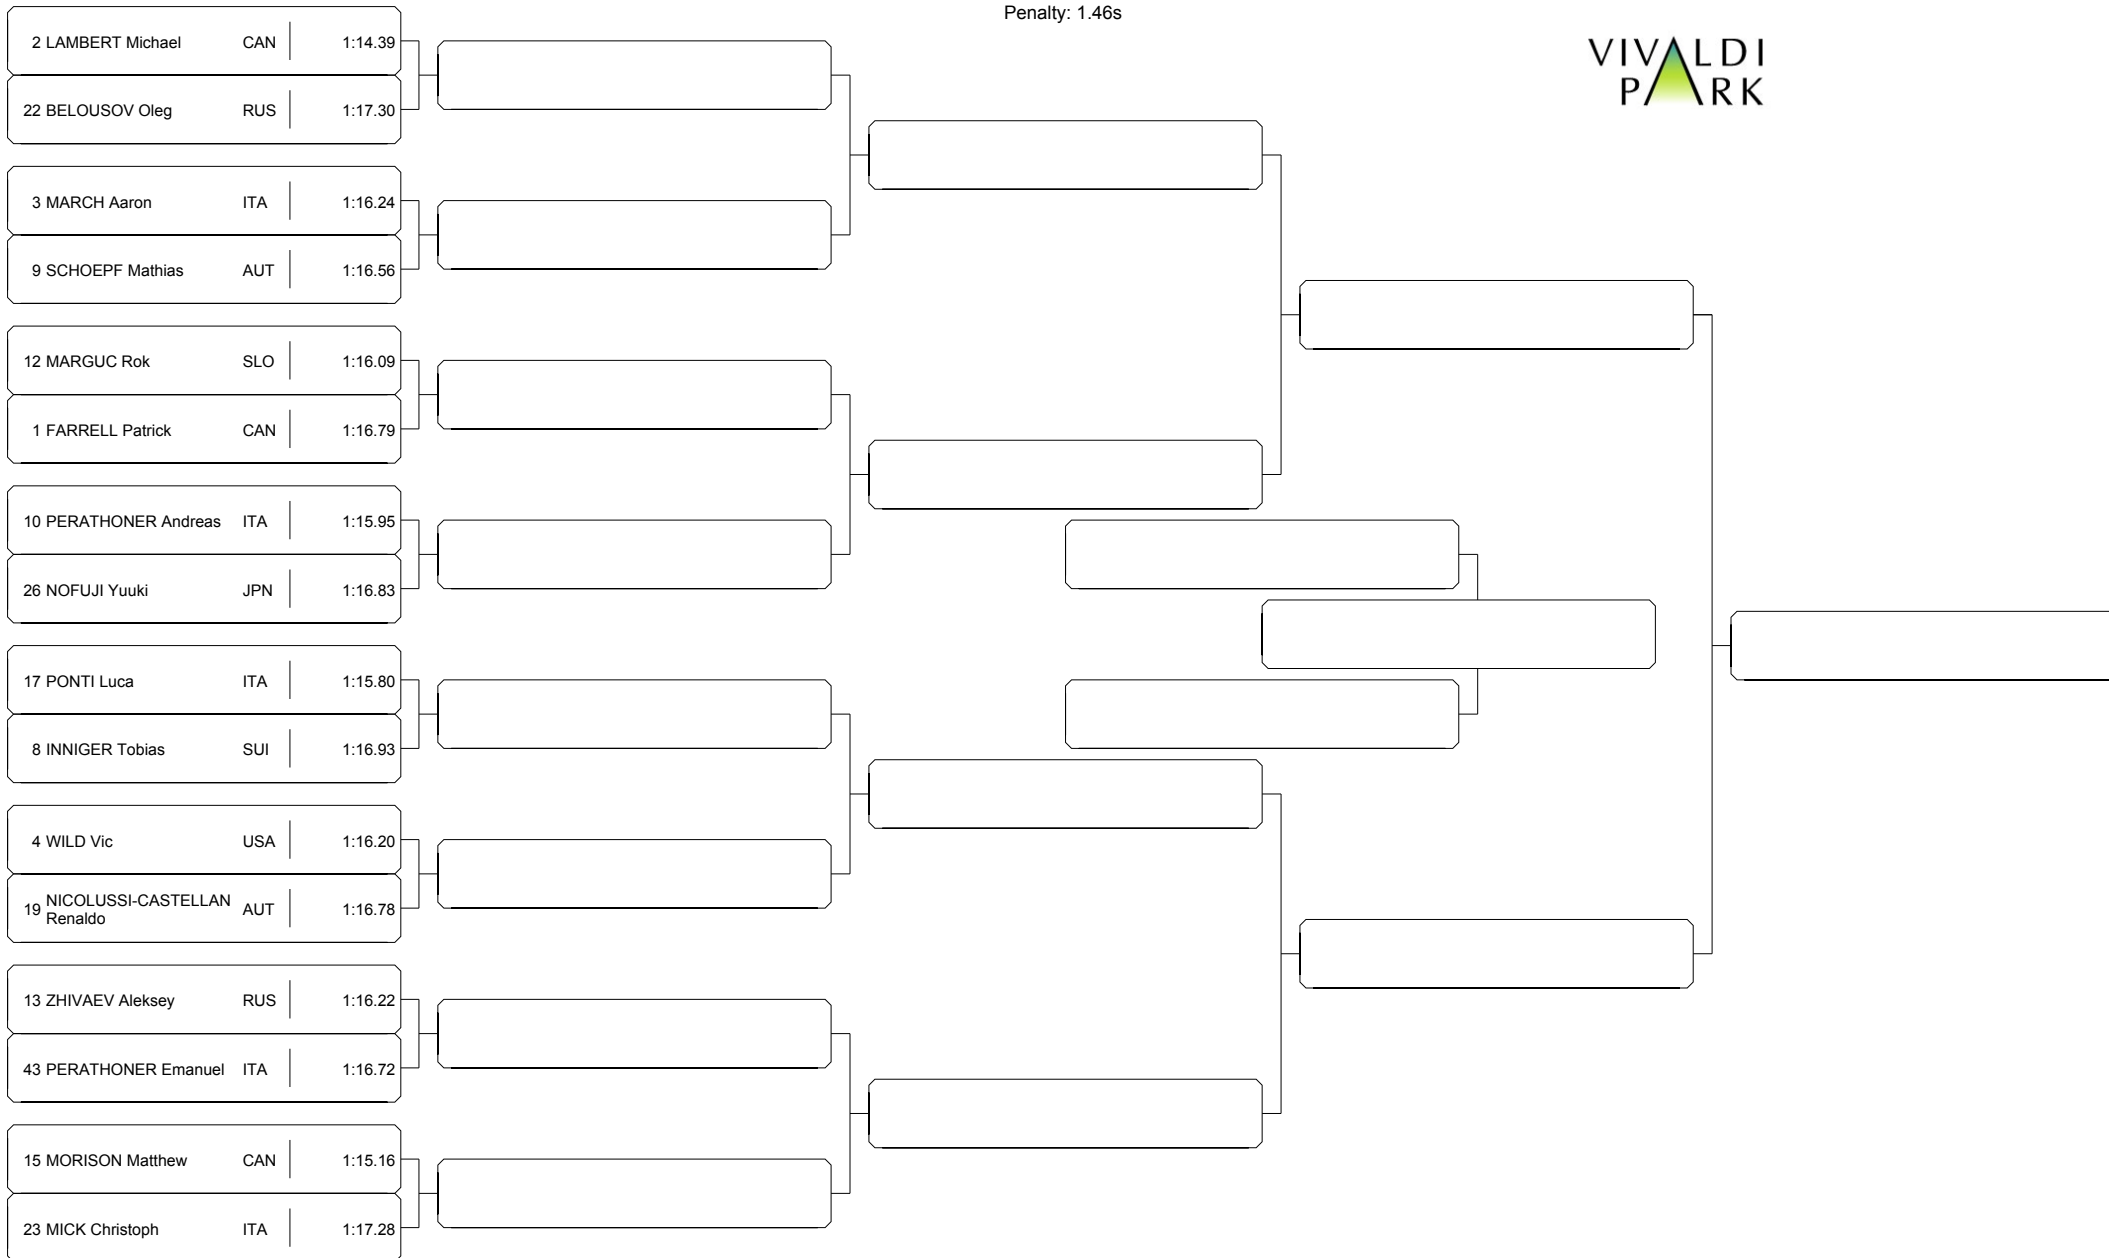 Penalty: 1.46s
VIVALDI
PARK
2 LAMBERT Michael CAN 1:14.39
22 BELOUSOV Oleg RUS 1:17.30
3 MARCH Aaron ITA 1:16.24
9 SCHOEPF Mathias AUT 1:16.56
12 MARGUC Rok SLO 1:16.09
1 FARRELL Patrick CAN 1:16.79
10 PERATHONER Andreas ITA 1:15.95
26 NOFUJI Yuuki JPN 1:16.83
17 PONTI Luca ITA 1:15.80
8 INNIGER Tobias SUI 1:16.93
4 WILD Vic USA 1:16.20
19 NICOLUSSI-CASTELLAN AUT 1:16.78
Renaldo
13 ZHIVAEV Aleksey RUS 1:16.22
43 PERATHONER Emanuel ITA 1:16.72
15 MORISON Matthew CAN 1:15.16
23 MICK Christoph ITA 1:17.28